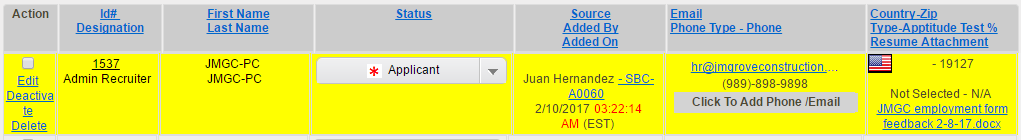 Action
Id#
Designation
First Name
Last Name
Status
Source
Added By
Added On
Email
Phone Type - Phone
Country-Zip
Type-Apptitude Test %
Resume Attachment
Edit
Deactiva
te
Delete
1537
Admin Recruiter
JMGC-PC
JMGC-PC
Applicant
Juan Hernandez - SBC-
A0060
2/10/2017 03:22:14
AM (EST)
hr@jmgroveconstruction....
(989)-898-9898
Click To Add Phone /Email
- 19127
Not Selected - N/A
JMGC employment form
feedback 2-8-17.docx